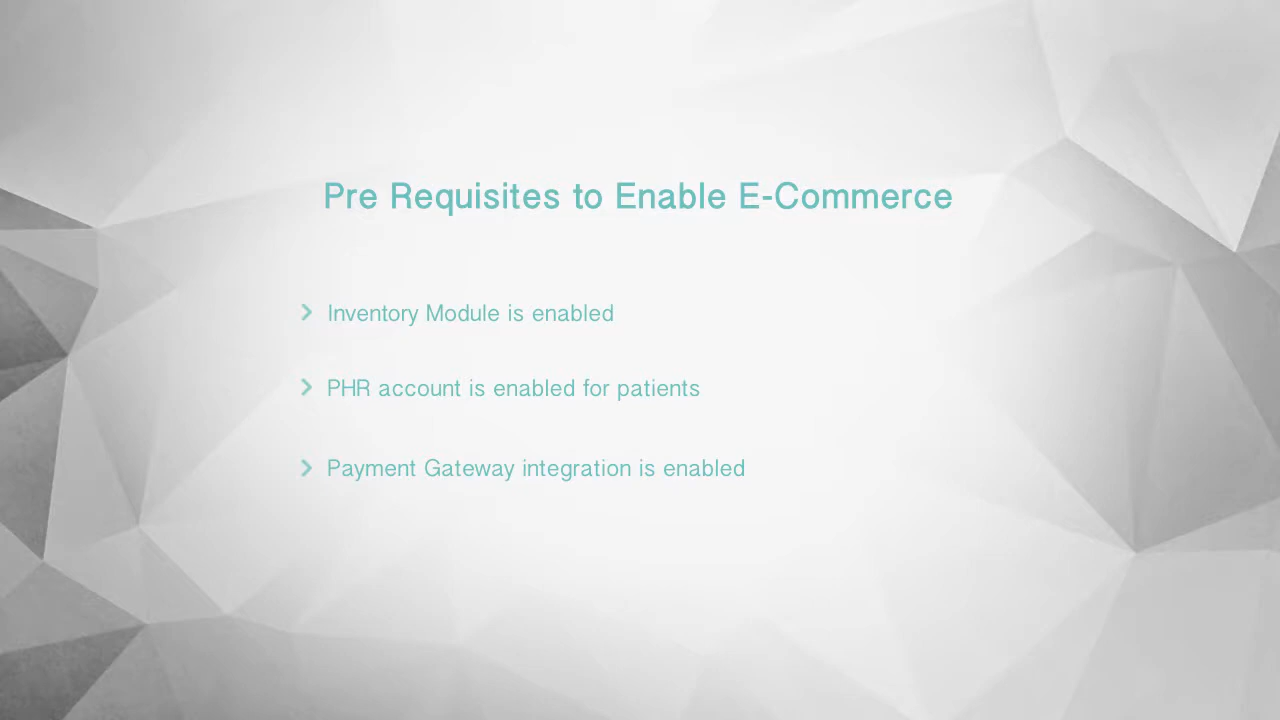 Pre Requisites to Enable E-Commerce
Inventory Module is enabled
PHR account is enabled for patients
Payment Gateway integration is enabled